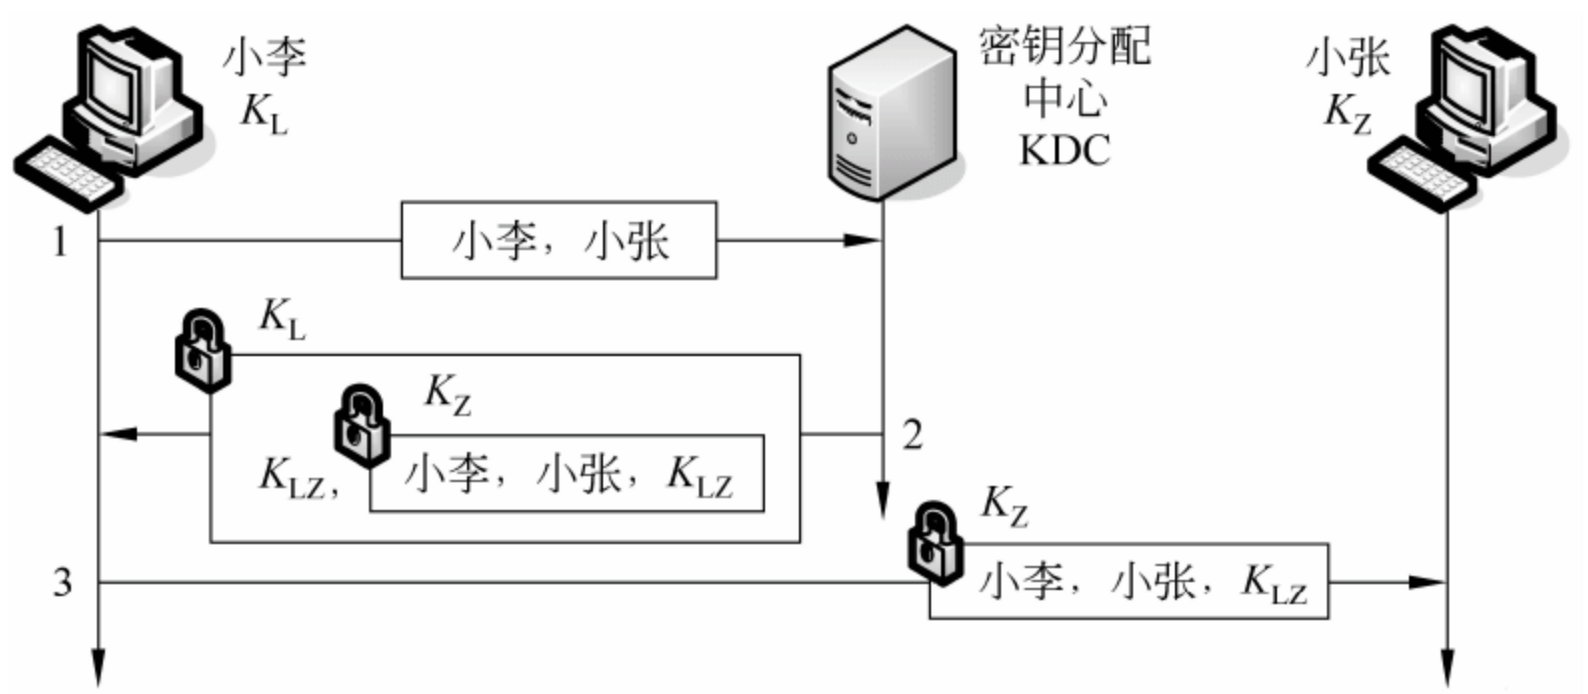 小李
K_L
密钥分配
中心
KDC
小张
K_Z
1
小李，小张
K_L
K_Z
K_LZ,
小李，小张，K_LZ
2
K_Z
3
小李，小张，K_LZ